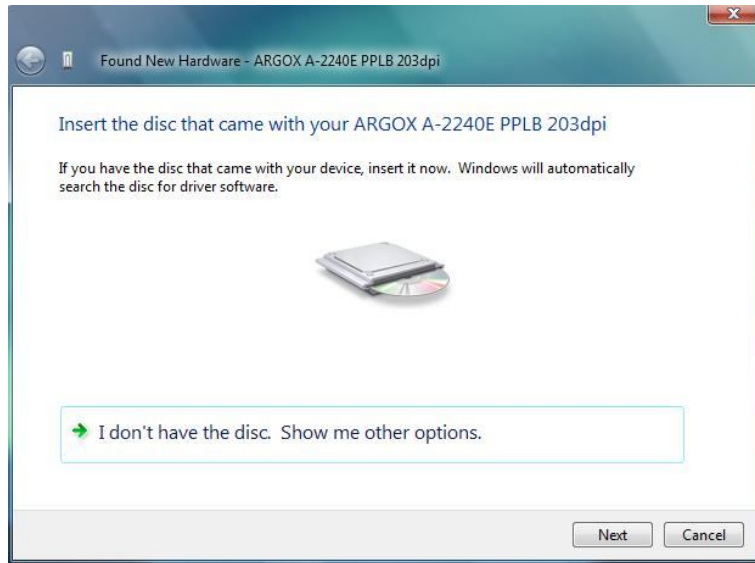 Found New Hardware - ARGOX A-2240E PPLB 203dpi
Insert the disc that came with your ARGOX A-2240E PPLB 203dpi
If you have the disc that came with your device, insert it now.  Windows will automatically
search the disc for driver software.
I don't have the disc.  Show me other options.
Next
Cancel